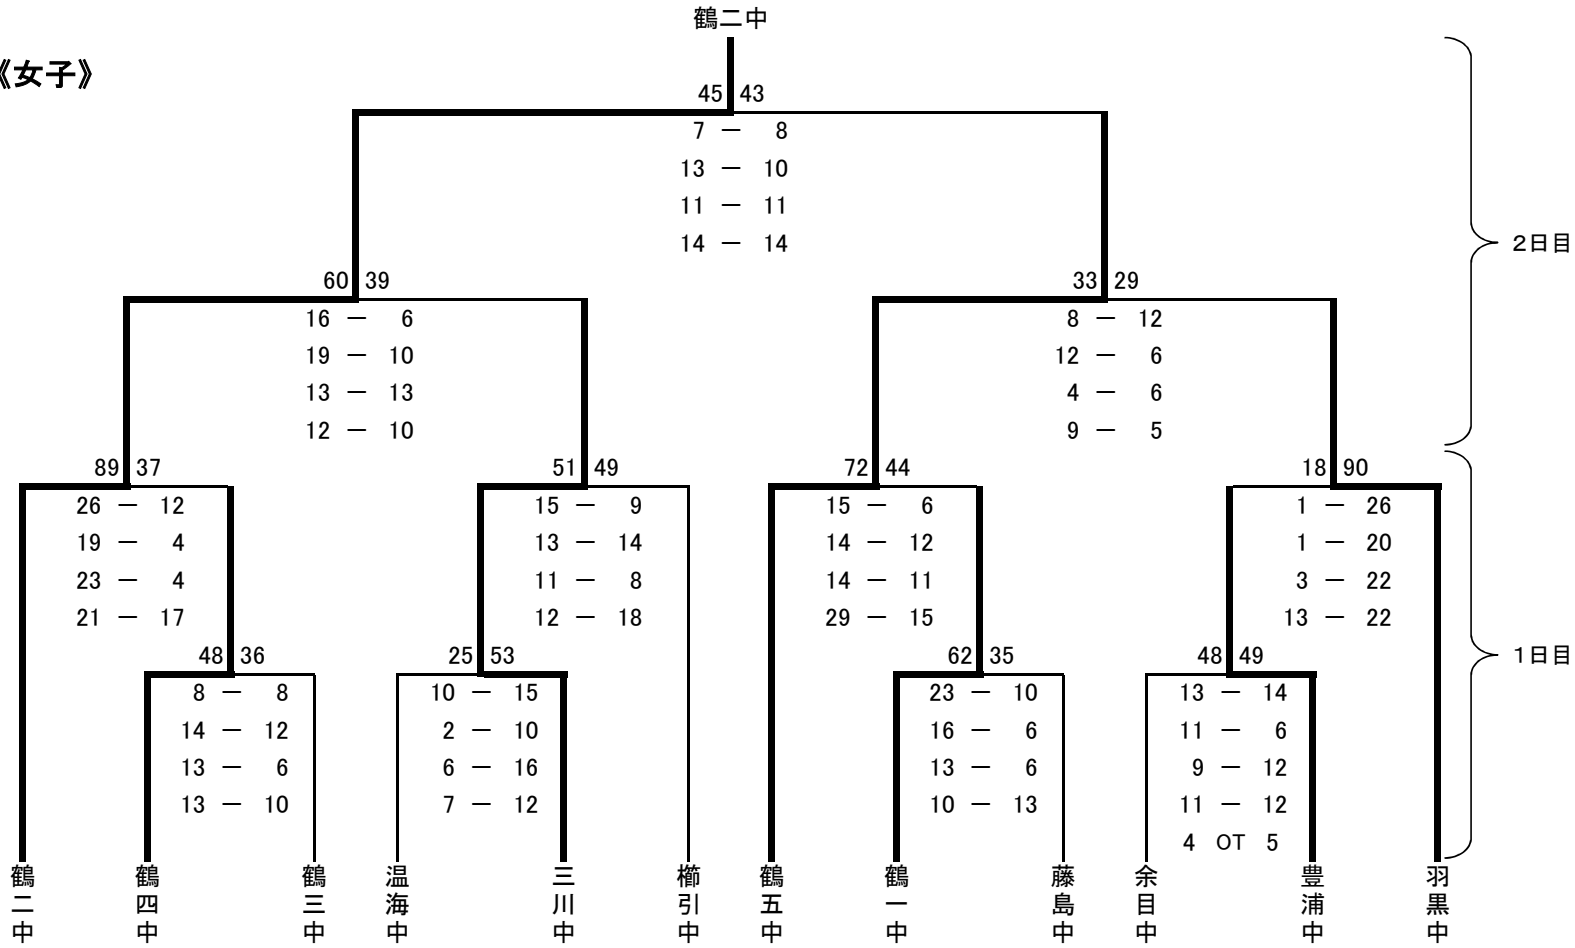 鶴二中
《女子》
45 43
7 － 8
13 － 10
11 － 11
14 － 14
2日目
60 39 33 29
16 － 6 8 － 12
19 － 10 12 － 6
13 － 13 4 － 6
12 － 10 9 － 5
89 37 51 49 72 44 18 90
26 － 12 15 － 9 15 － 6 1 － 26
19 － 4 13 － 14 14 － 12 1 － 20
23 － 4 11 － 8 14 － 11 3 － 22
21 － 17 12 － 18 29 － 15 13 － 22
48 36 25 53 62 35 48 49
1日目
8 － 8 10 － 15 23 － 10 13 － 14
14 － 12 2 － 10 16 － 6 11 － 6
13 － 6 6 － 16 13 － 6 9 － 12
13 － 10 7 － 12 10 － 13 11 － 12
4 OT 5
鶴二中
鶴四中
鶴三中
温海中
三川中
櫛引中
鶴五中
鶴一中
藤島中
余目中
豊浦中
羽黒中